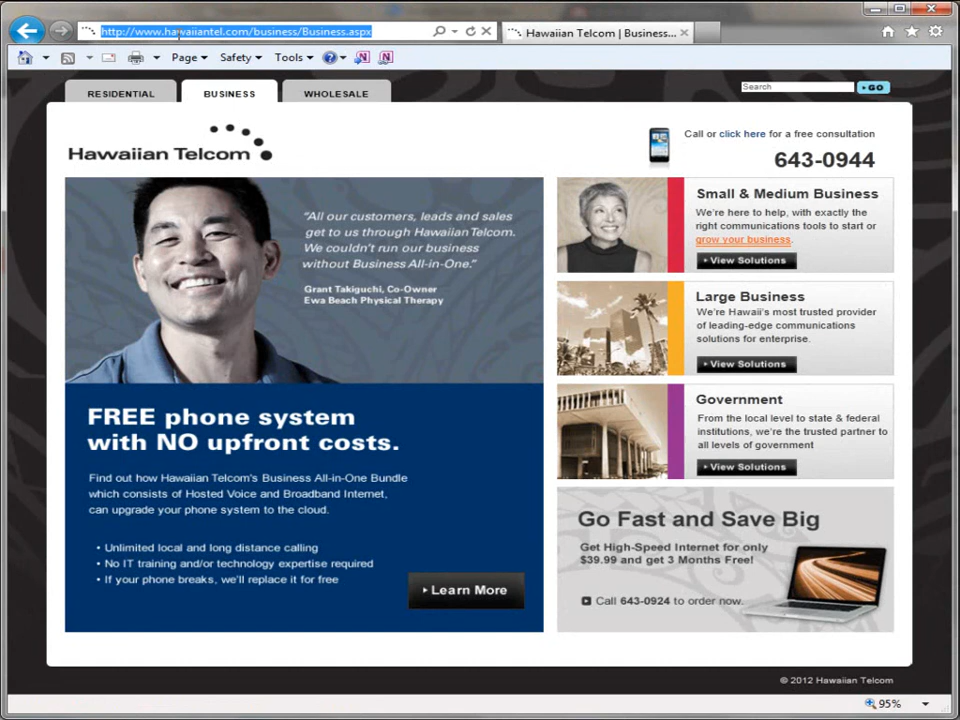 http://www.hawaiiantel.com/business/Business.aspx
Hawaiian Telcom | Business...
Page
Safety
Tools
RESIDENTIAL
BUSINESS
WHOLESALE
Search
GO
Hawaiian Telcom
Call or click here for a free consultation
643-0944
“All our customers, leads and sales
get to us through Hawaiian Telcom.
We couldn't run our business
without Business All-in-One.”
Grant Takiguchi, Co-Owner
Ewa Beach Physical Therapy
FREE phone system
with NO upfront costs.
Find out how Hawaiian Telcom's Business All-in-One Bundle
which consists of Hosted Voice and Broadband Internet,
can upgrade your phone system to the cloud.
• Unlimited local and long distance calling
• No IT training and/or technology expertise required
• If your phone breaks, we'll replace it for free
Learn More
Small & Medium Business
We're here to help, with exactly the
right communications tools to start or
grow your business.
View Solutions
Large Business
We're Hawaii's most trusted provider
of leading-edge communications
solutions for enterprise.
View Solutions
Government
From the local level to state & federal
institutions, we're the trusted partner to
all levels of government
View Solutions
Go Fast and Save Big
Get High-Speed Internet for only
$39.99 and get 3 Months Free!
Call 643-0924 to order now.
© 2012 Hawaiian Telcom
95%